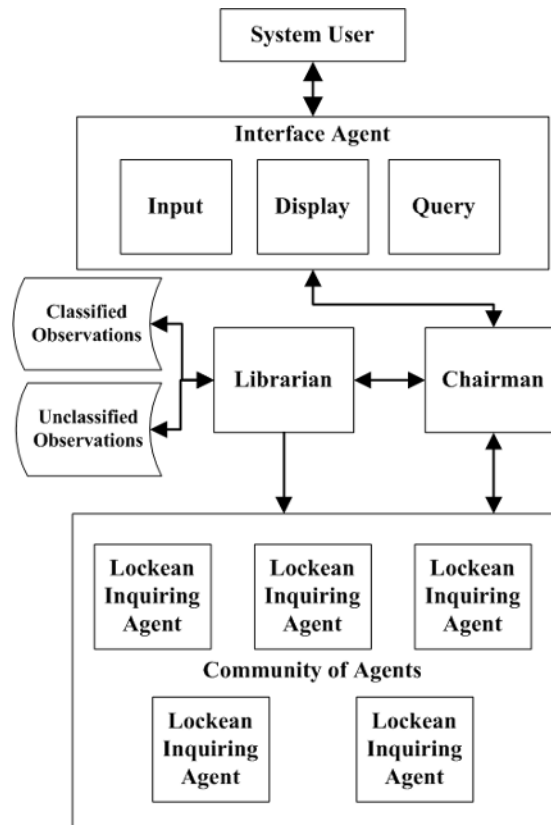 System User
Interface Agent
Input
Display
Query
Classified
Observations
Unclassified
Observations
Librarian
Chairman
Lockean
Inquiring
Agent
Lockean
Inquiring
Agent
Lockean
Inquiring
Agent
Community of Agents
Lockean
Inquiring
Agent
Lockean
Inquiring
Agent